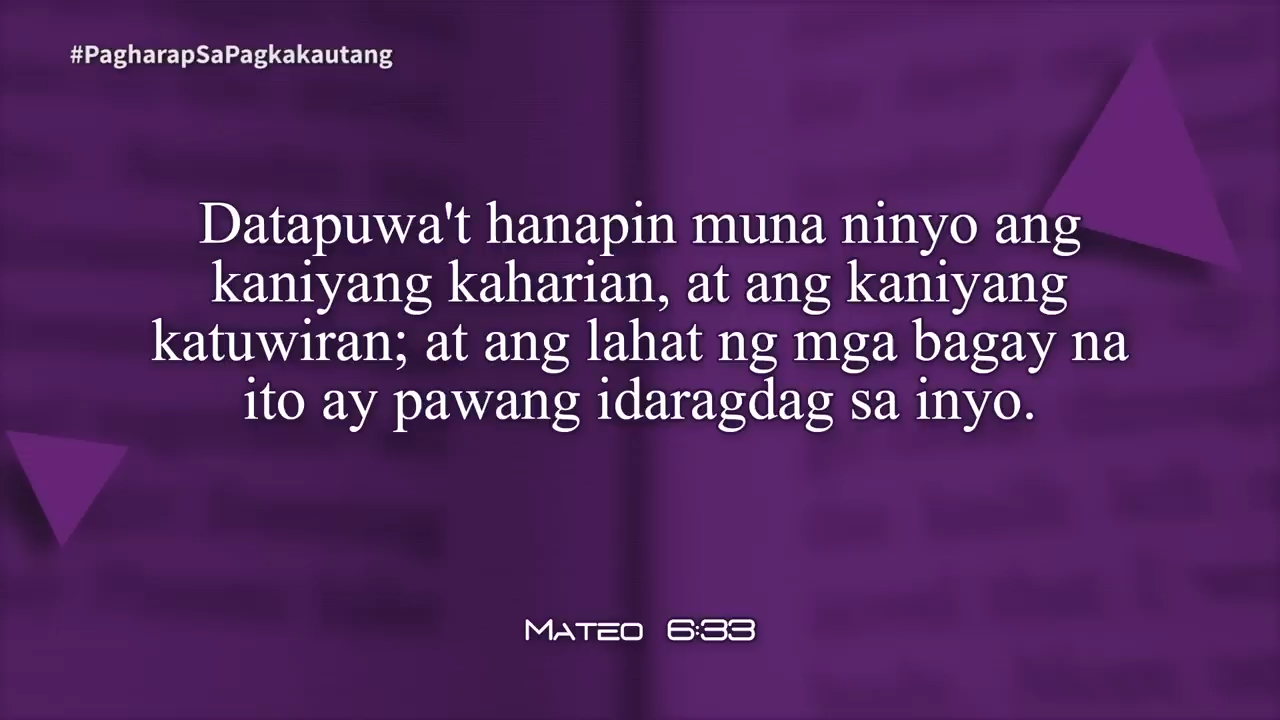 #PagharapSaPagkakautang
Datapuwa't hanapin muna ninyo ang
kaniyang kaharian, at ang kaniyang
katuwiran; at ang lahat ng mga bagay na
ito ay pawang idaragdag sa inyo.
Mateo 6:33